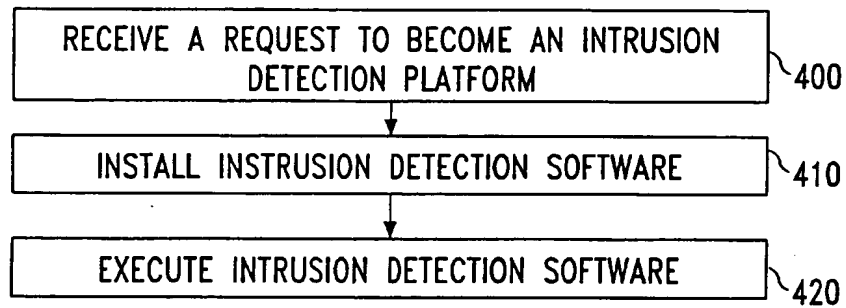 RECEIVE A REQUEST TO BECOME AN INTRUSION
DETECTION PLATFORM
400
INSTALL INSTRUSION DETECTION SOFTWARE
410
EXECUTE INTRUSION DETECTION SOFTWARE
420